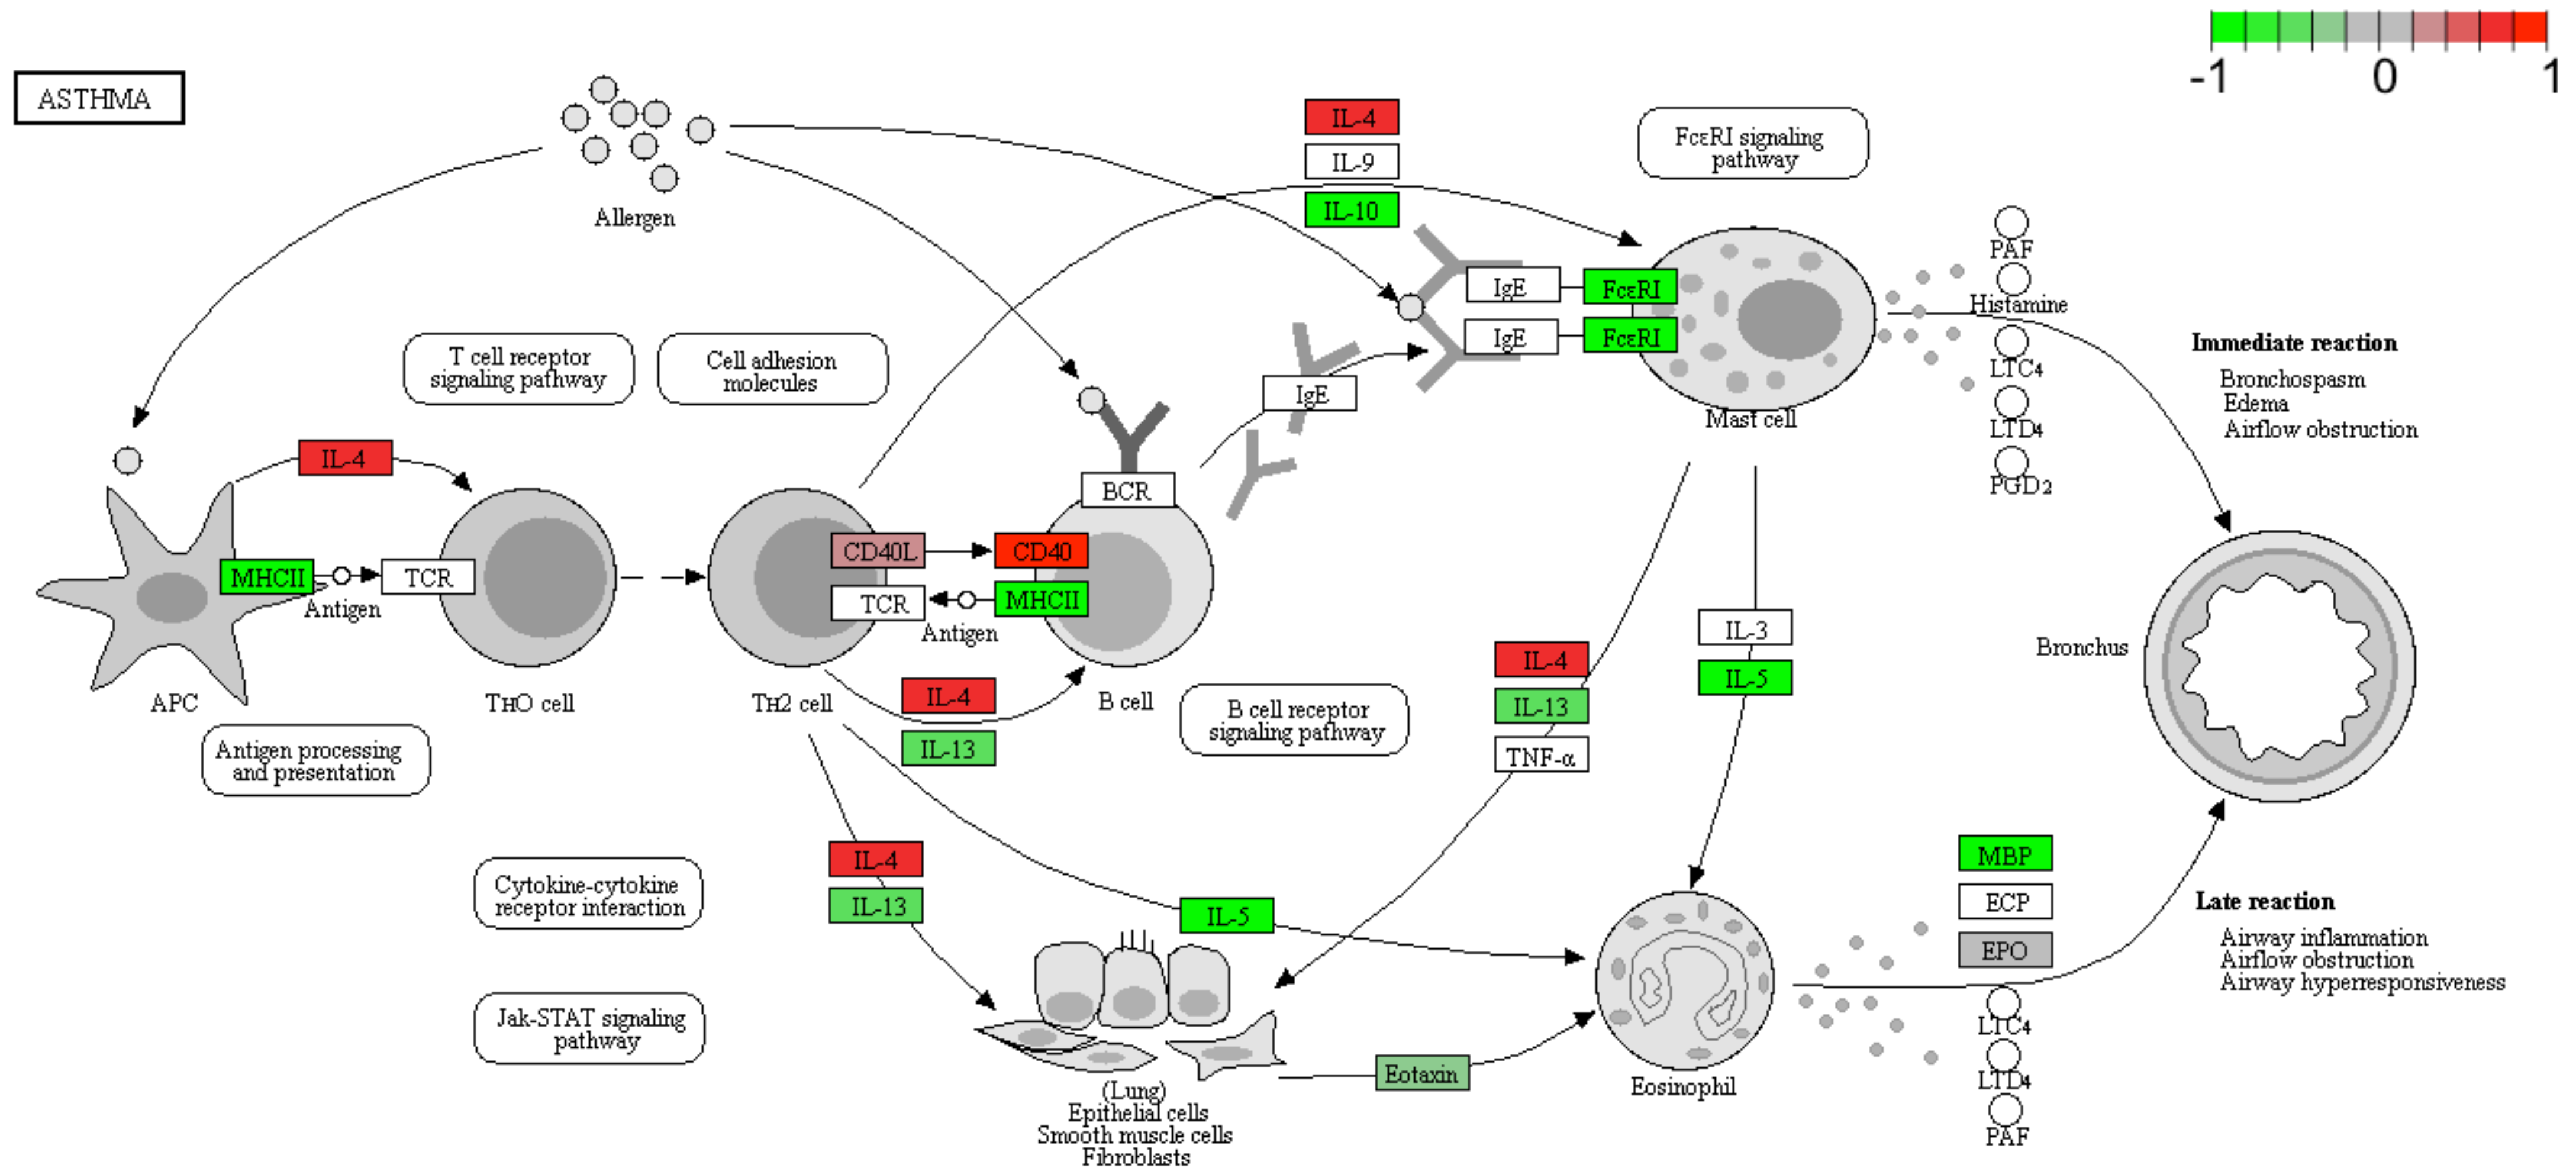 -1 0 1
ASTHMA
Allergen
IL-4
IL-9
IL-10
FcεRI signaling
pathway
PAF
Histamine
LTC4
LTD4
PGD2
IgE
FcεRI
IgE
FcεRI
Mast cell
Immediate reaction
Bronchospasm
Edema
Airflow obstruction
T cell receptor
signaling pathway
Cell adhesion
molecules
IgE
IL-4
BCR
MHCII
TCR
Antigen
CD40L
CD40
TCR
MHCII
Antigen
APC
THO cell
TH2 cell
B cell
IL-4
IL-13
B cell receptor
signaling pathway
Antigen processing
and presentation
IL-4
IL-13
TNF-α
IL-3
IL-5
Bronchus
IL-4
IL-13
IL-5
Cytokine-cytokine
receptor interaction
Jak-STAT signaling
pathway
MBP
ECP
EPO
LTC4
LTD4
PAF
Late reaction
Airway inflammation
Airflow obstruction
Airway hyperresponsiveness
Eotaxin
Eosinophil
(Lung)
Epithelial cells
Smooth muscle cells
Fibroblasts